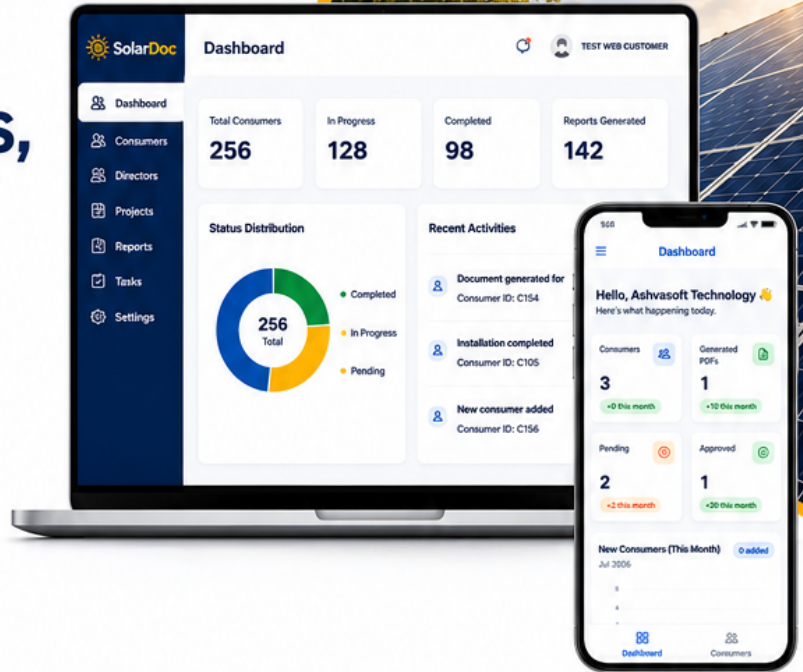 s,
SolarDoc
Dashboard
TEST WEB CUSTOMER
Dashboard
Consumers
Directors
Projects
Reports
Tasks
Settings
Total Consumers
256
In Progress
128
Completed
98
Reports Generated
142
Status Distribution
256
Total
Completed
In Progress
Pending
Recent Activities
Document generated for
Consumer ID: C154
Installation completed
Consumer ID: C105
New consumer added
Consumer ID: C156
Dashboard
Hello, Ashvasoft Technology 👋
Here's what happening today.
Consumers
3
+0 this month
Generated
PDFs
1
+10 this month
Pending
2
+2 this month
Approved
1
+20 this month
New Consumers (This Month)
0 added
Jul 2006
Dashboard
Consumers